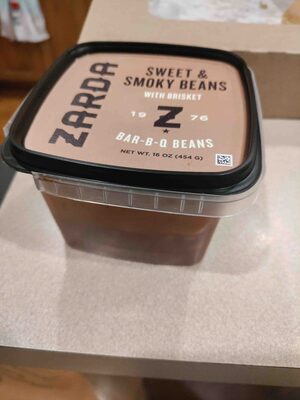 ZARDA
SWEET &
SMOKY BEANS
WITH BRISKET
19 Z 76
BAR-B-Q BEANS
NET WT. 16 OZ (454 G)